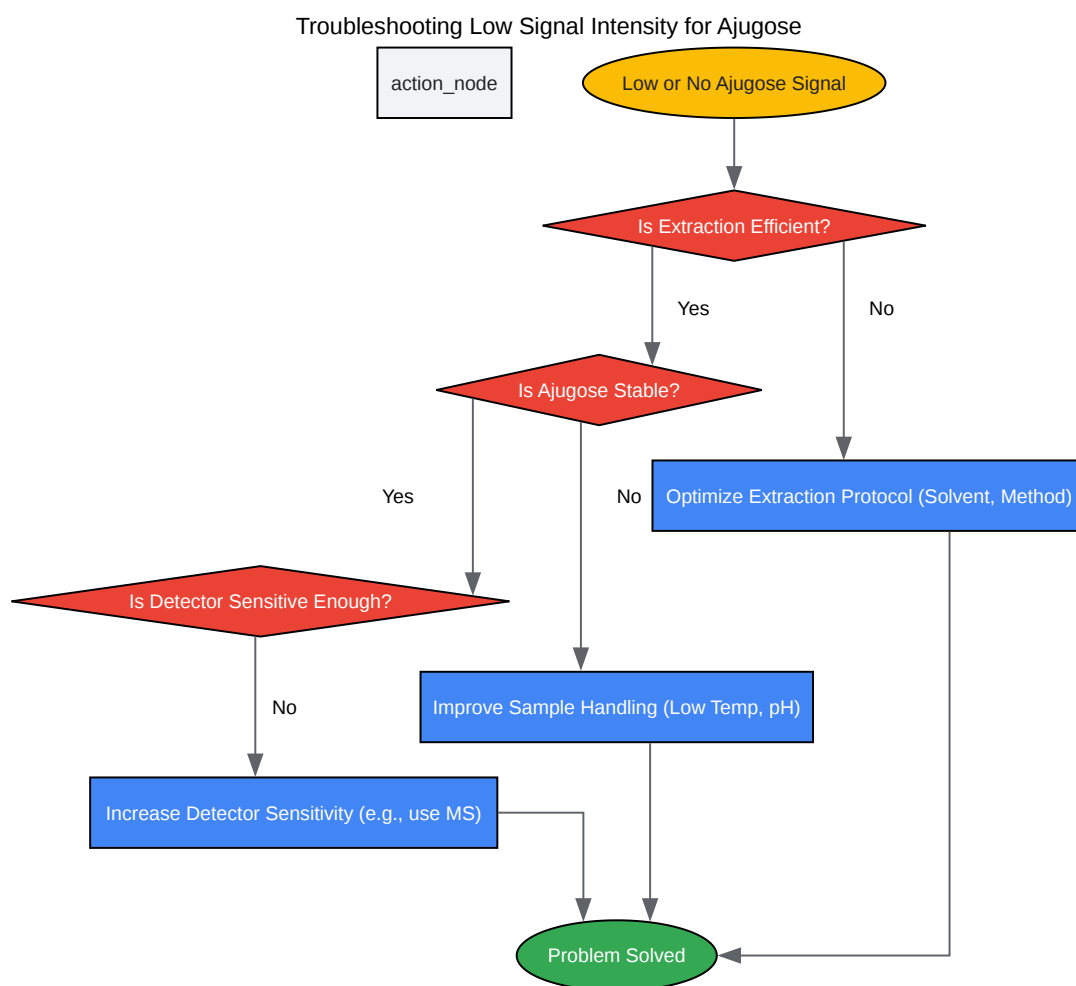 Troubleshooting Low Signal Intensity for Ajugose
action_node
Low or No Ajugose Signal
Is Extraction Efficient?
Yes
No
Is Ajugose Stable?
Yes
No
Optimize Extraction Protocol (Solvent, Method)
Is Detector Sensitive Enough?
No
Improve Sample Handling (Low Temp, pH)
Increase Detector Sensitivity (e.g., use MS)
Problem Solved